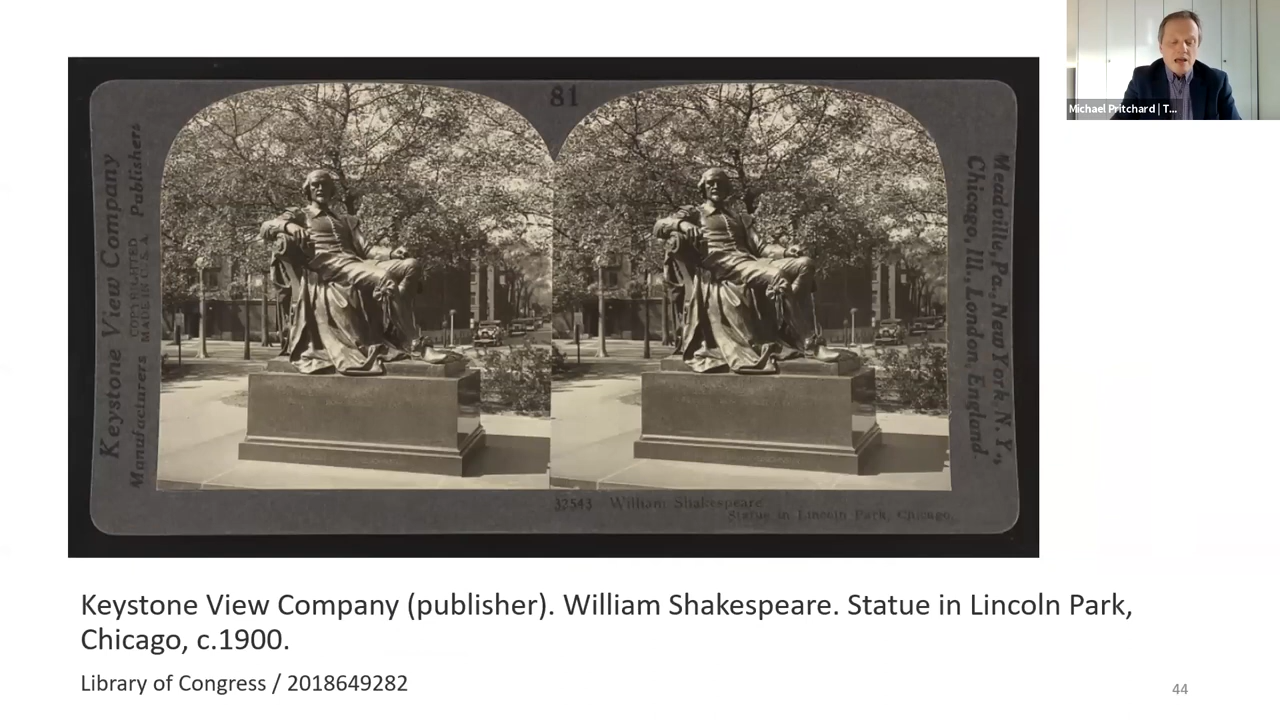 Michael Pritchard | T...
81
Keystone View Company
Manufacturers COPYRIGHTED MADE IN U.S.A. Publishers
Meadville, Pa., New York, N.Y.,
Chicago, Ill., London, England.
32543 William Shakespeare
Statue in Lincoln Park, Chicago.
Keystone View Company (publisher). William Shakespeare. Statue in Lincoln Park,
Chicago, c.1900.
Library of Congress / 2018649282
44